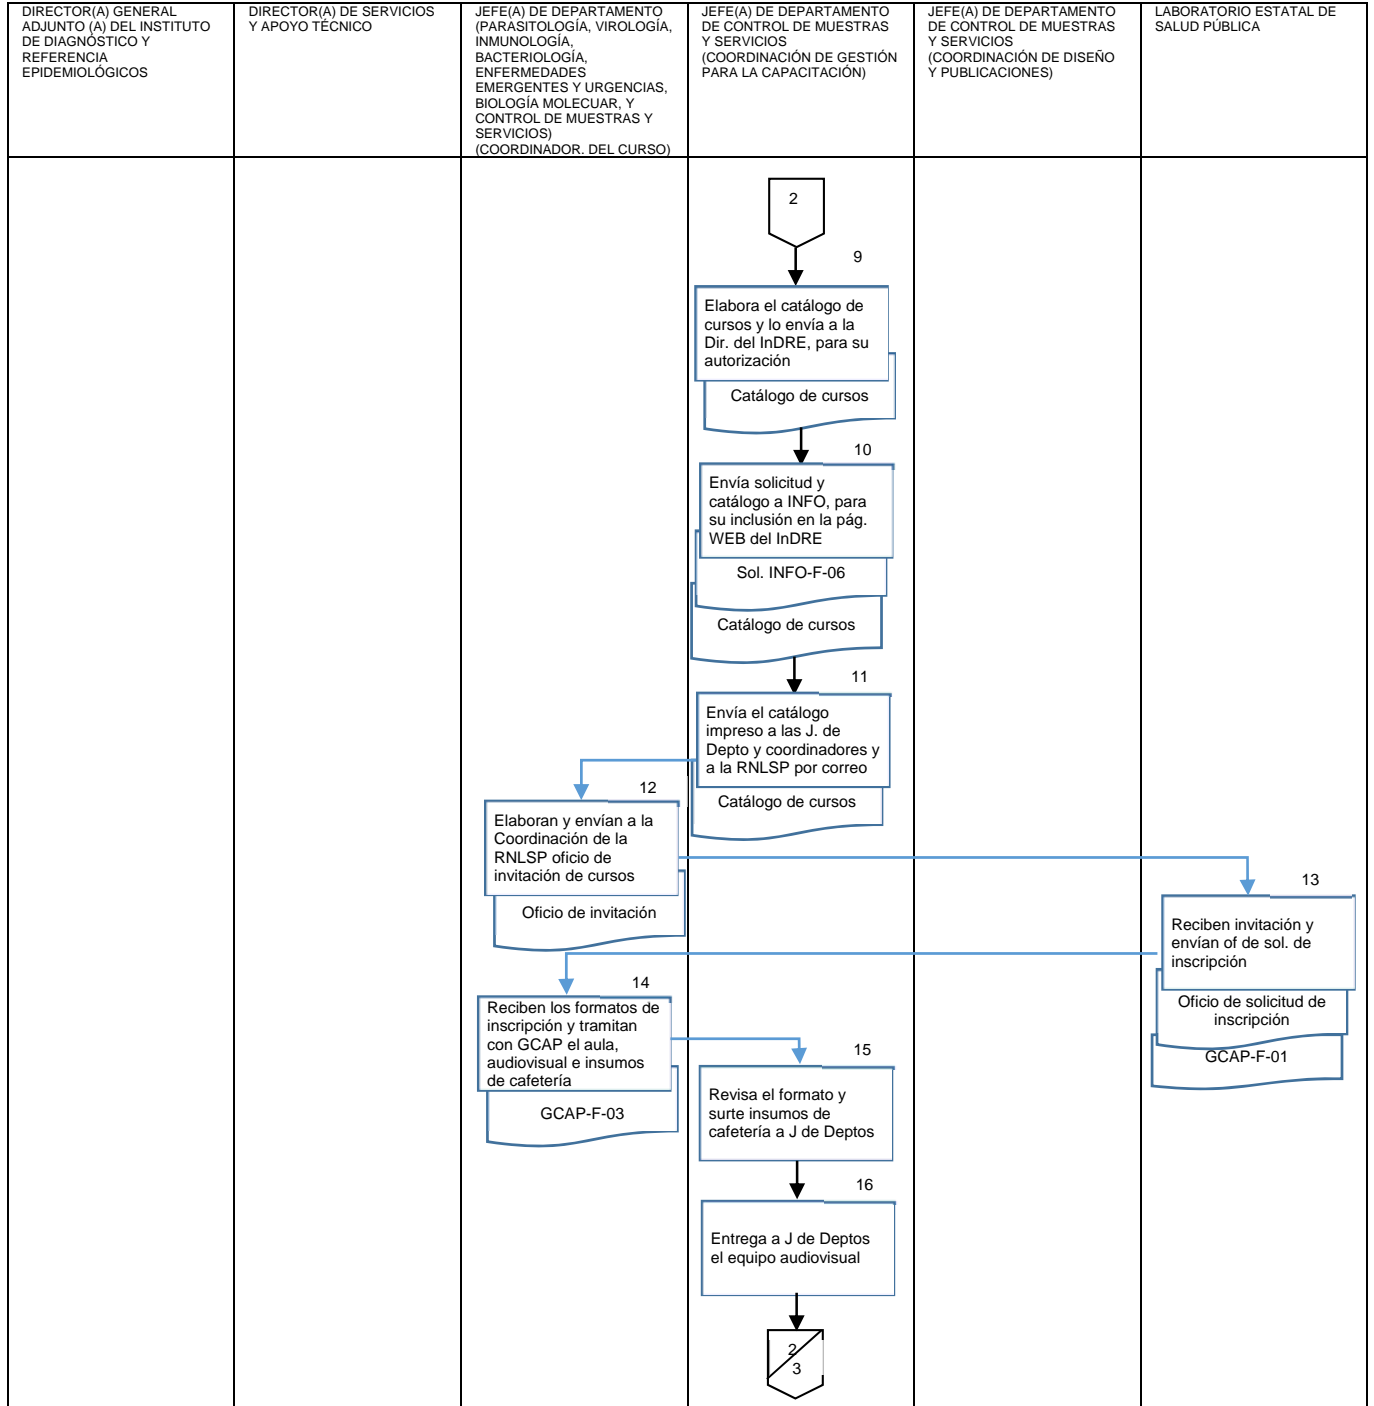 DIRECTOR(A) GENERAL
ADJUNTO (A) DEL INSTITUTO
DE DIAGNÓSTICO Y
REFERENCIA
EPIDEMIOLÓGICOS
DIRECTOR(A) DE SERVICIOS
Y APOYO TÉCNICO
JEFE(A) DE DEPARTAMENTO
(PARASITOLOGÍA, VIROLOGÍA,
INMUNOLOGÍA,
BACTERIOLOGÍA,
ENFERMEDADES
EMERGENTES Y URGENCIAS,
BIOLOGÍA MOLECUAR, Y
CONTROL DE MUESTRAS Y
SERVICIOS)
(COORDINADOR. DEL CURSO)
JEFE(A) DE DEPARTAMENTO
DE CONTROL DE MUESTRAS
Y SERVICIOS
(COORDINACIÓN DE GESTIÓN
PARA LA CAPACITACIÓN)
JEFE(A) DE DEPARTAMENTO
DE CONTROL DE MUESTRAS
Y SERVICIOS
(COORDINACIÓN DE DISEÑO
Y PUBLICACIONES)
LABORATORIO ESTATAL DE
SALUD PÚBLICA
2
9
Elabora el catálogo de
cursos y lo envía a la
Dir. del InDRE, para su
autorización
Catálogo de cursos
10
Envía solicitud y
catálogo a INFO, para
su inclusión en la pág.
WEB del InDRE
Sol. INFO-F-06
Catálogo de cursos
11
Envía el catálogo
impreso a las J. de
Depto y coordinadores y
a la RNLSP por correo
Catálogo de cursos
12
Elaboran y envían a la
Coordinación de la
RNLSP oficio de
invitación de cursos
Oficio de invitación
13
Reciben invitación y
envían of de sol. de
inscripción
Oficio de solicitud de
inscripción
GCAP-F-01
14
Reciben los formatos de
inscripción y tramitan
con GCAP el aula,
audiovisual e insumos
de cafetería
GCAP-F-03
15
Revisa el formato y
surte insumos de
cafetería a J de Deptos
16
Entrega a J de Deptos
el equipo audiovisual
2
3